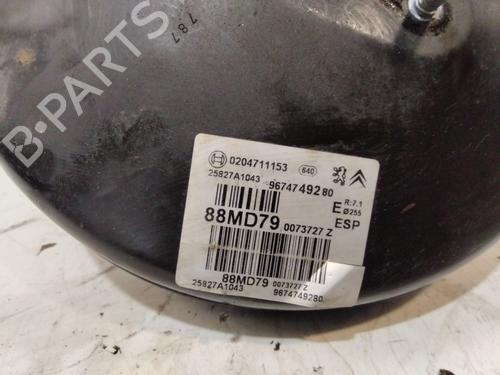 787
B-PARTS
0204711153 640
25827A1043 9674749280
E R:7.1
Ø255
88MD79 0073727 Z ESP
88MD79 0073727 Z
25827A1043 9674749280